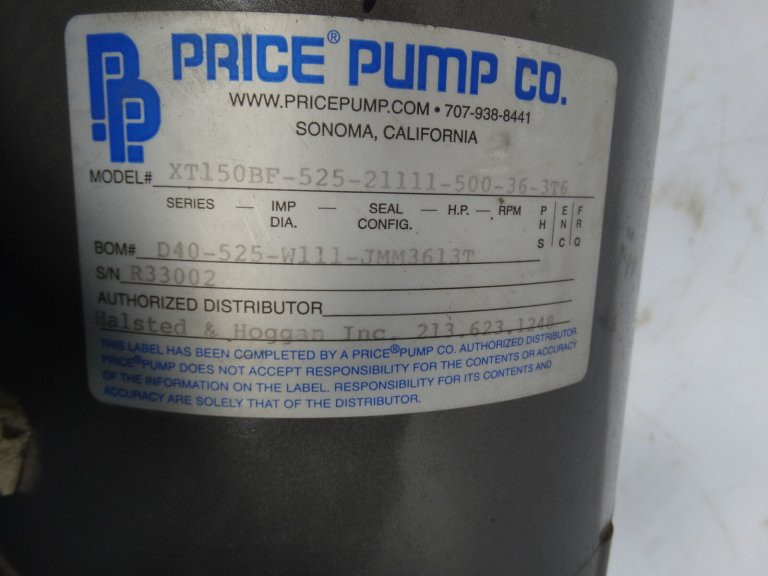 PRICE® PUMP CO.
WWW.PRICEPUMP.COM • 707-938-8441
SONOMA, CALIFORNIA
MODEL# XT150BF-525-21111-500-36-3T6
SERIES — IMP DIA. — SEAL CONFIG. — H.P. — RPM PHS ENC FRQ
BOM# D40-525-W111-JMM3613T
S/N R33002
AUTHORIZED DISTRIBUTOR
Halsted & Hoggan Inc. 213.623.1248
THIS LABEL HAS BEEN COMPLETED BY A PRICE®PUMP CO. AUTHORIZED DISTRIBUTOR.
PRICE®PUMP DOES NOT ACCEPT RESPONSIBILITY FOR THE CONTENTS OR ACCURACY
OF THE INFORMATION ON THE LABEL. RESPONSIBILITY FOR ITS CONTENTS AND
ACCURACY ARE SOLELY THAT OF THE DISTRIBUTOR.